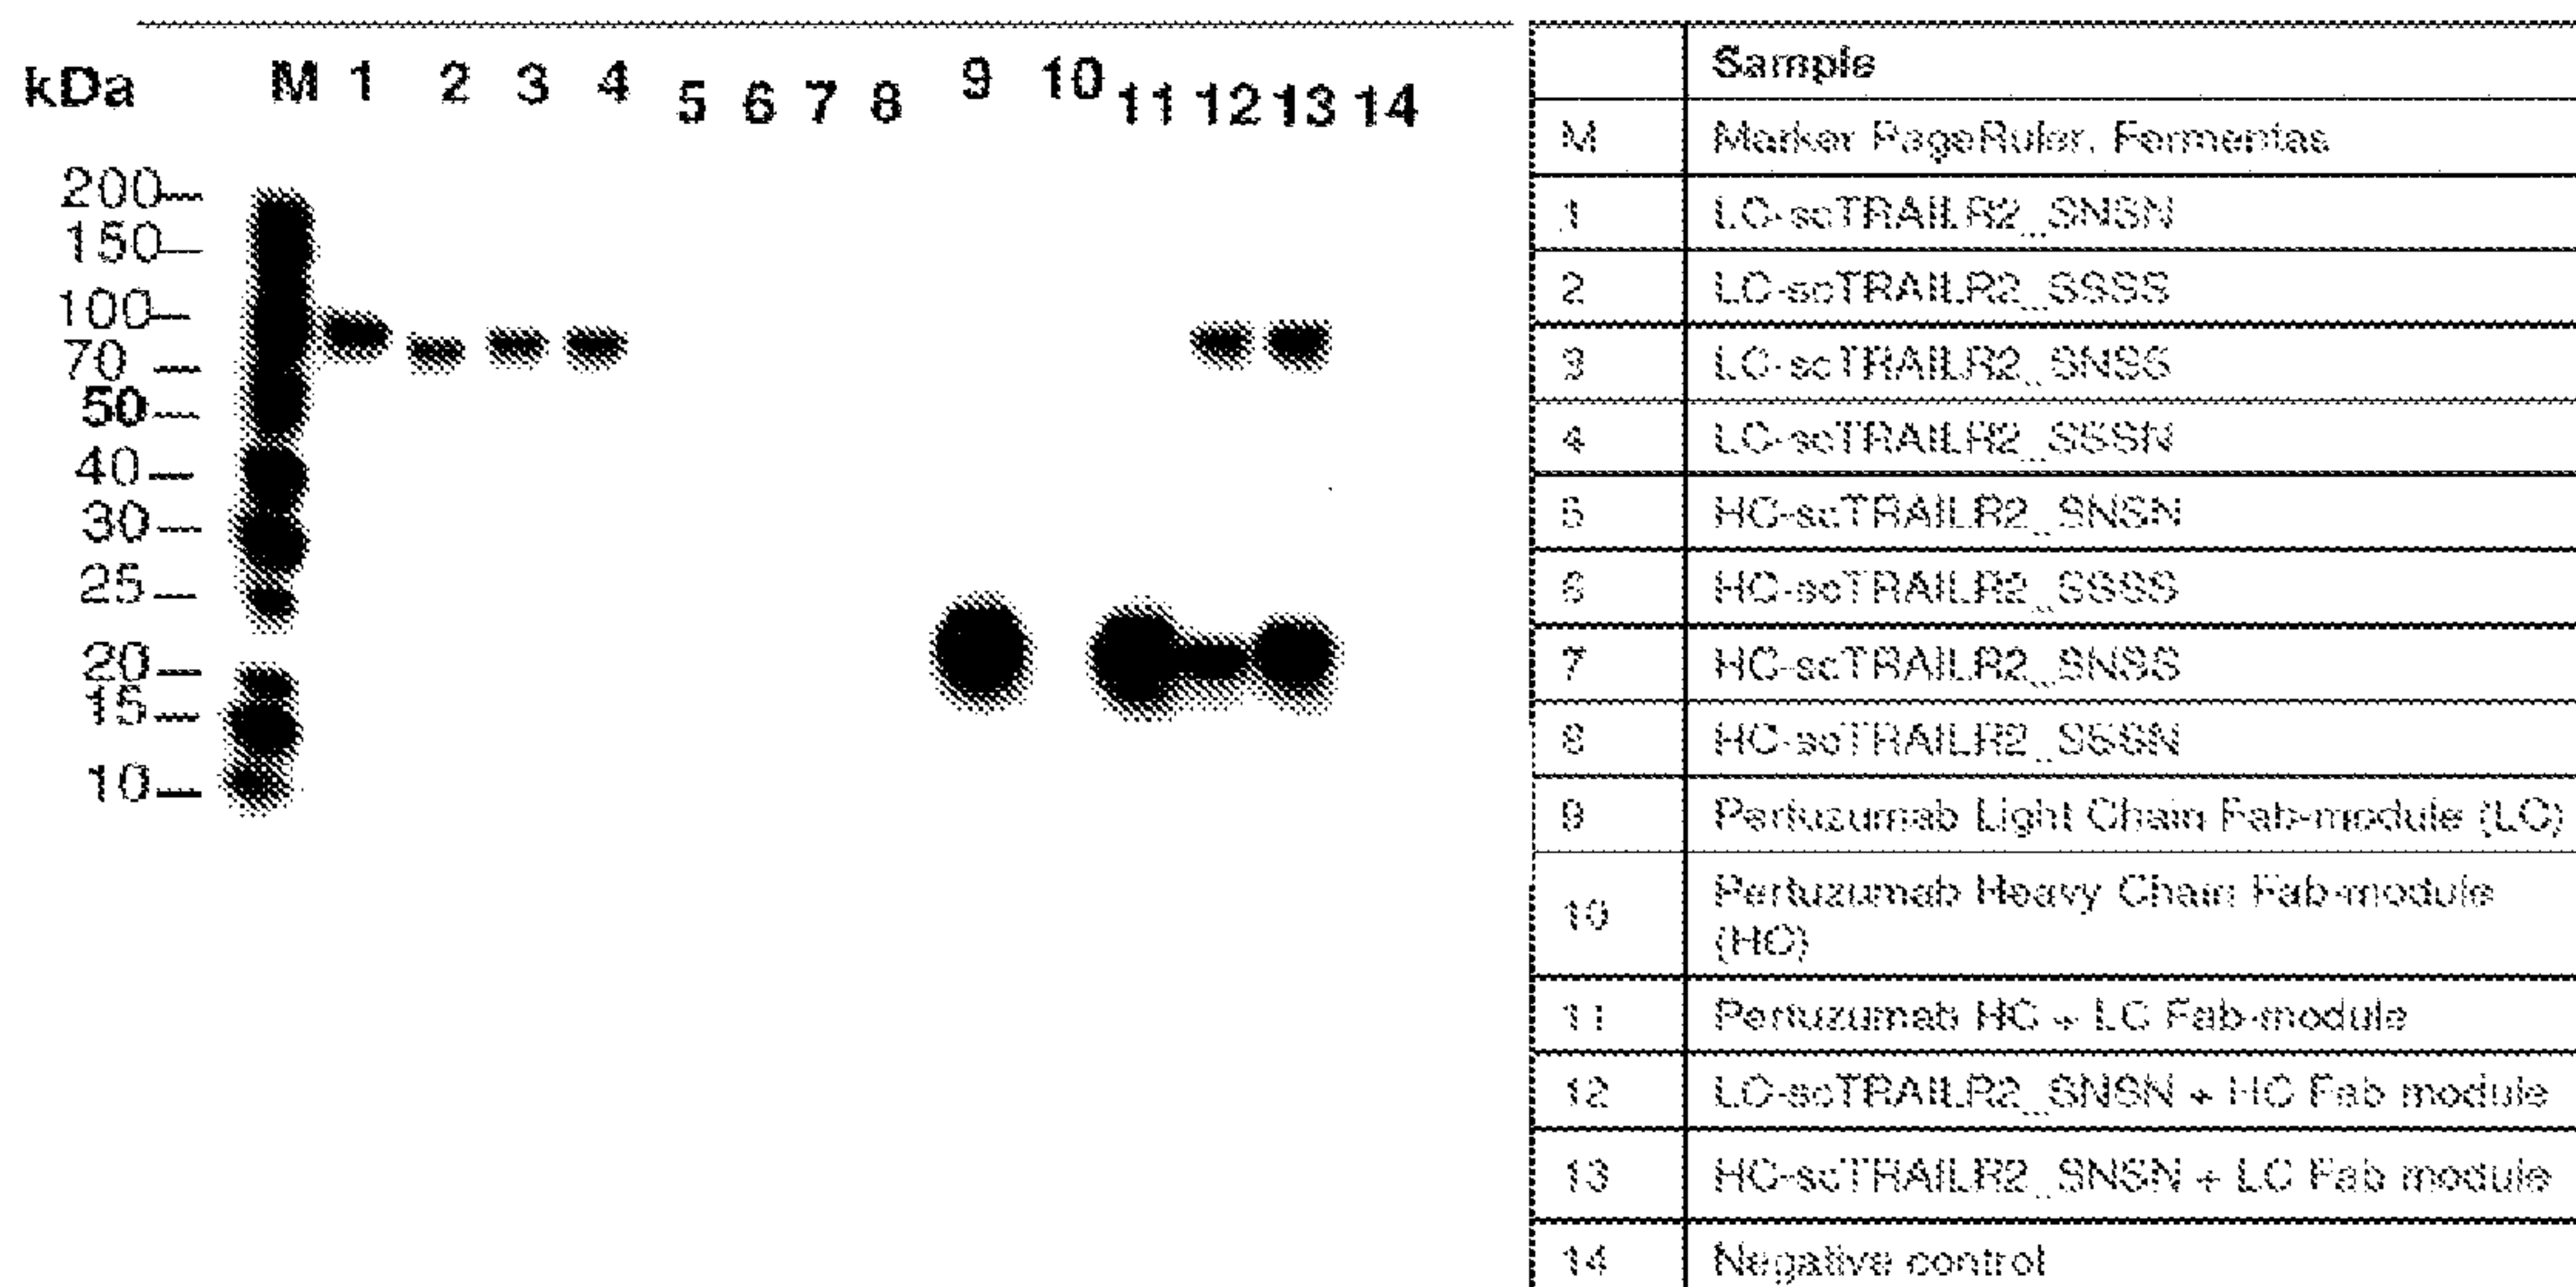 kDa M 1 2 3 4 5 6 7 8 9 10 11 12 13 14
200
150
100
70
50
40
30
25
20
15
10
Sample
M Marker PageRuler, Fermentas
1 LC-scTRAILR2_SNSN
2 LC-scTRAILR2_SSSS
3 LC-scTRAILR2_SNSS
4 LC-scTRAILR2_SSSN
5 HC-scTRAILR2_SNSN
6 HC-scTRAILR2_SSSS
7 HC-scTRAILR2_SNSS
8 HC-scTRAILR2_SSSN
9 Pertuzumab Light Chain Fab-module (LC)
10 Pertuzumab Heavy Chain Fab-module
(HC)
11 Pertuzumab HC + LC Fab-module
12 LC-scTRAILR2_SNSN + HC Fab module
13 HC-scTRAILR2_SNSN + LC Fab module
14 Negative control